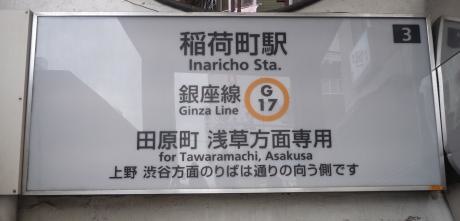 稲荷町駅
3
Inaricho Sta.
銀座線
Ginza Line
G
17
田原町 浅草方面専用
for Tawaramachi, Asakusa
上野 渋谷方面のりばは通りの向う側です